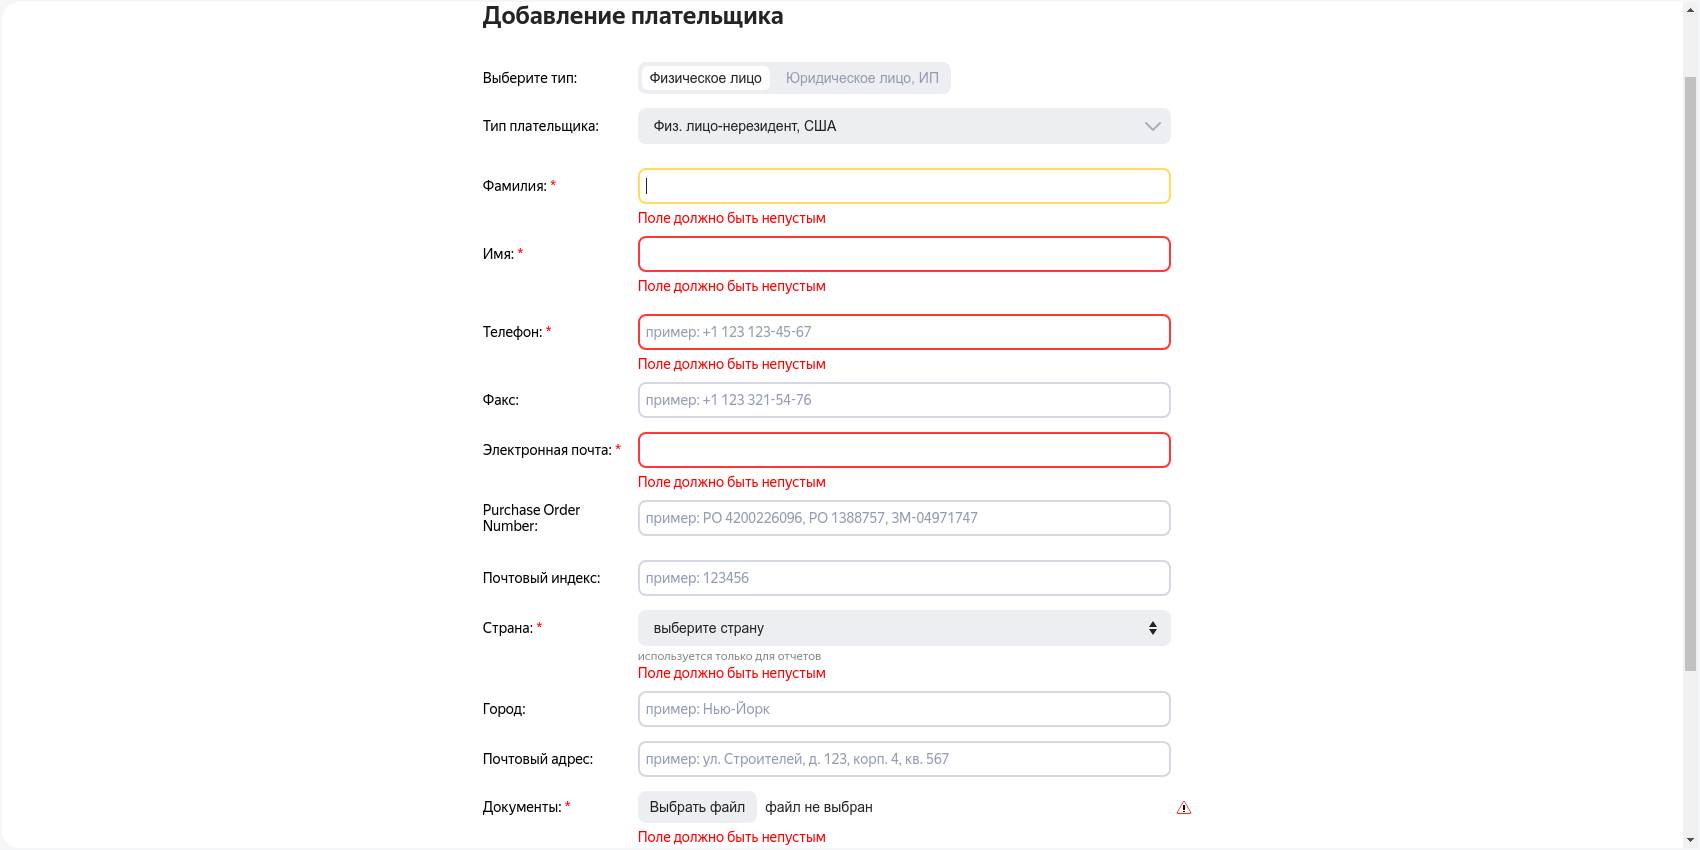 Добавление плательщика
Выберите тип: Физическое лицо Юридическое лицо, ИП
Тип плательщика: Физ. лицо-нерезидент, США
Фамилия: *
Поле должно быть непустым
Имя: *
Поле должно быть непустым
Телефон: * пример: +1 123 123-45-67
Поле должно быть непустым
Факс: пример: +1 123 321-54-76
Электронная почта: *
Поле должно быть непустым
Purchase Order
Number: пример: PO 4200226096, PO 1388757, ЗМ-04971747
Почтовый индекс: пример: 123456
Страна: * выберите страну
используется только для отчетов
Поле должно быть непустым
Город: пример: Нью-Йорк
Почтовый адрес: пример: ул. Строителей, д. 123, корп. 4, кв. 567
Документы: * Выбрать файл файл не выбран
Поле должно быть непустым